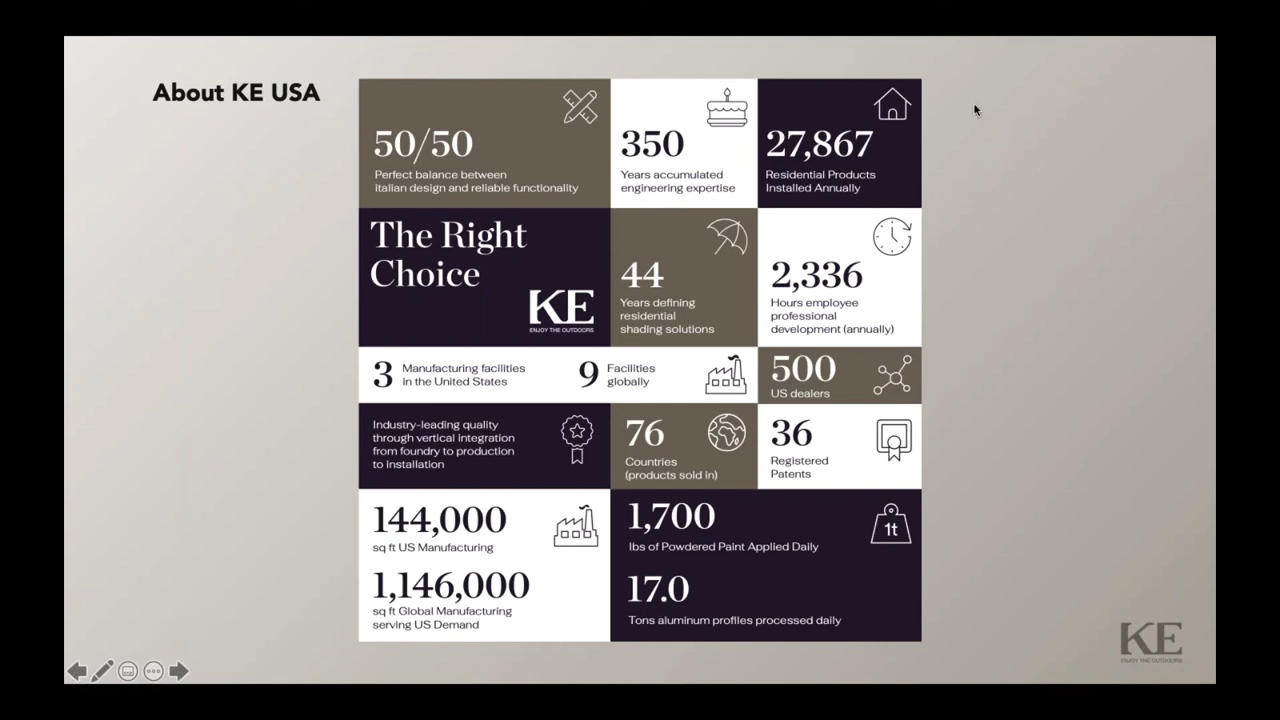 About KE USA
50/50
Perfect balance between
italian design and reliable functionality
350
Years accumulated
engineering expertise
27,867
Residential Products
Installed Annually
The Right
Choice
KE
ENJOY THE OUTDOORS
44
Years defining
residential
shading solutions
2,336
Hours employee
professional
development (annually)
3
Manufacturing facilities
in the United States
9
Facilities
globally
500
US dealers
Industry-leading quality
through vertical integration
from foundry to production
to installation
76
Countries
(products sold in)
36
Registered
Patents
144,000
sq ft US Manufacturing
1,146,000
sq ft Global Manufacturing
serving US Demand
1,700
lbs of Powdered Paint Applied Daily
1t
17.0
Tons aluminum profiles processed daily
KE
ENJOY THE OUTDOORS